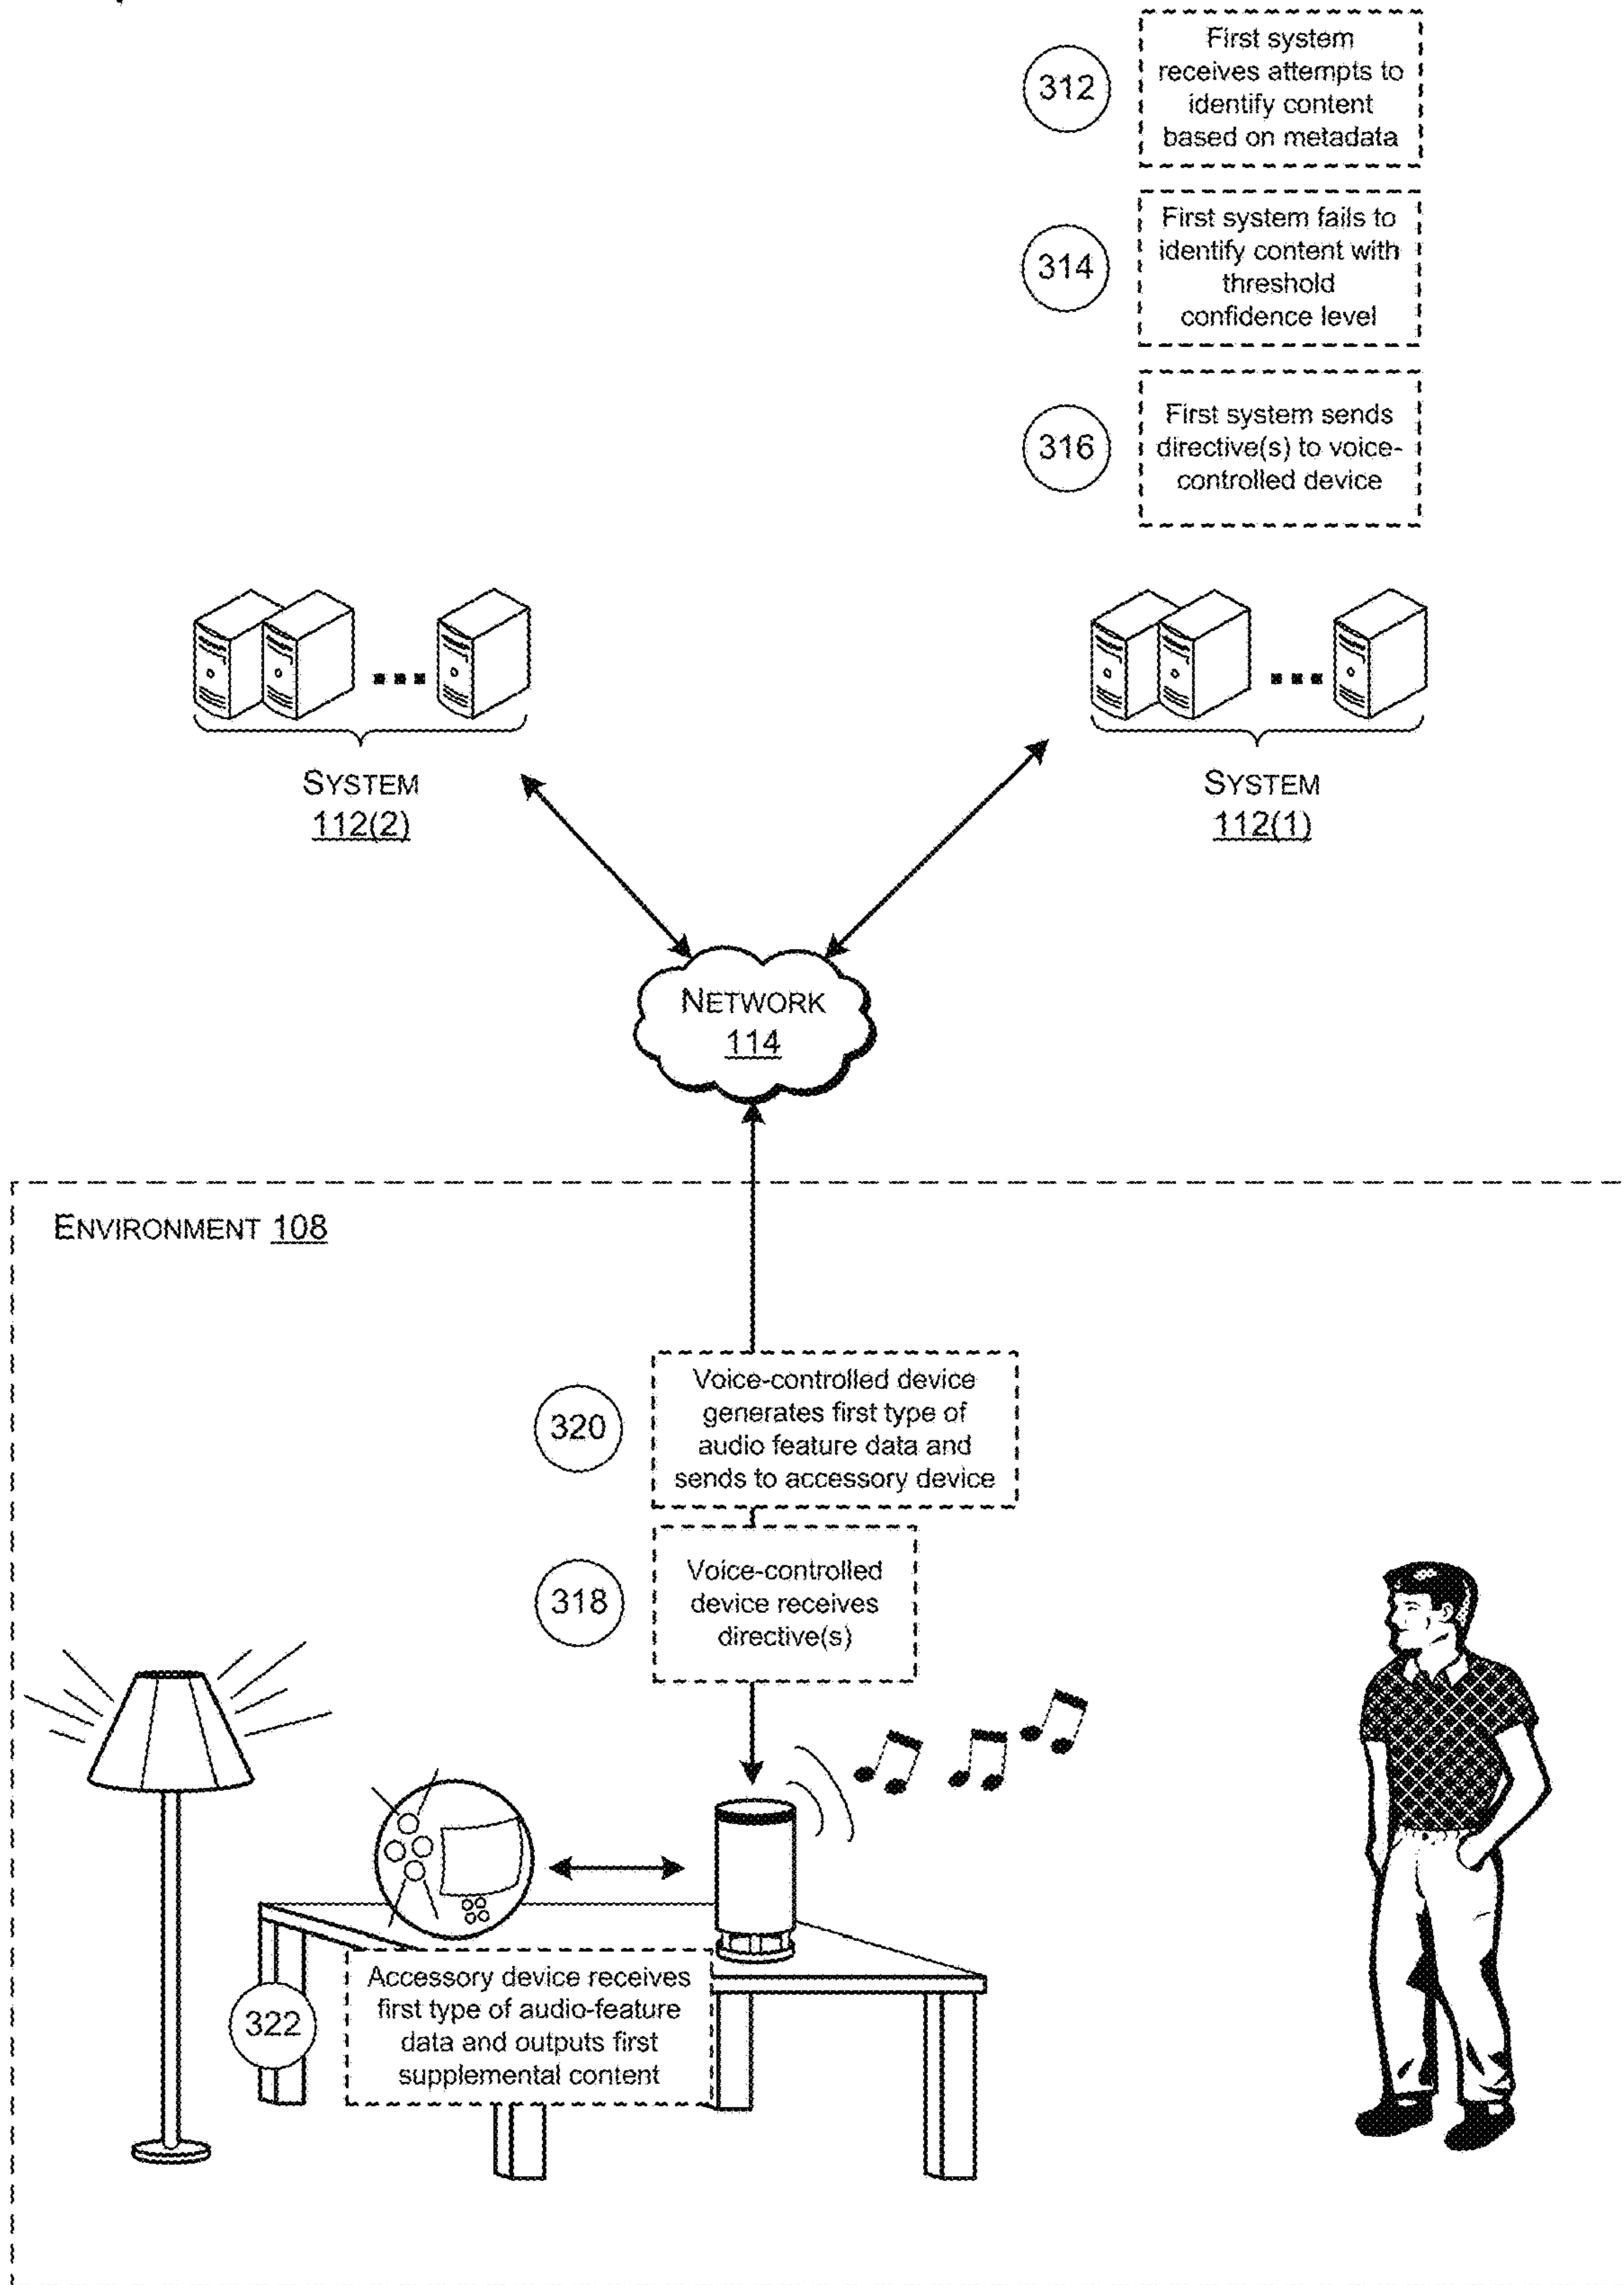 312
First system
receives attempts to
identify content
based on metadata
314
First system fails to
identify content with
threshold
confidence level
316
First system sends
directive(s) to voice-
controlled device
SYSTEM
112(2)
SYSTEM
112(1)
NETWORK
114
ENVIRONMENT 108
320
Voice-controlled device
generates first type of
audio feature data and
sends to accessory device
318
Voice-controlled
device receives
directive(s)
322
Accessory device receives
first type of audio-feature
data and outputs first
supplemental content